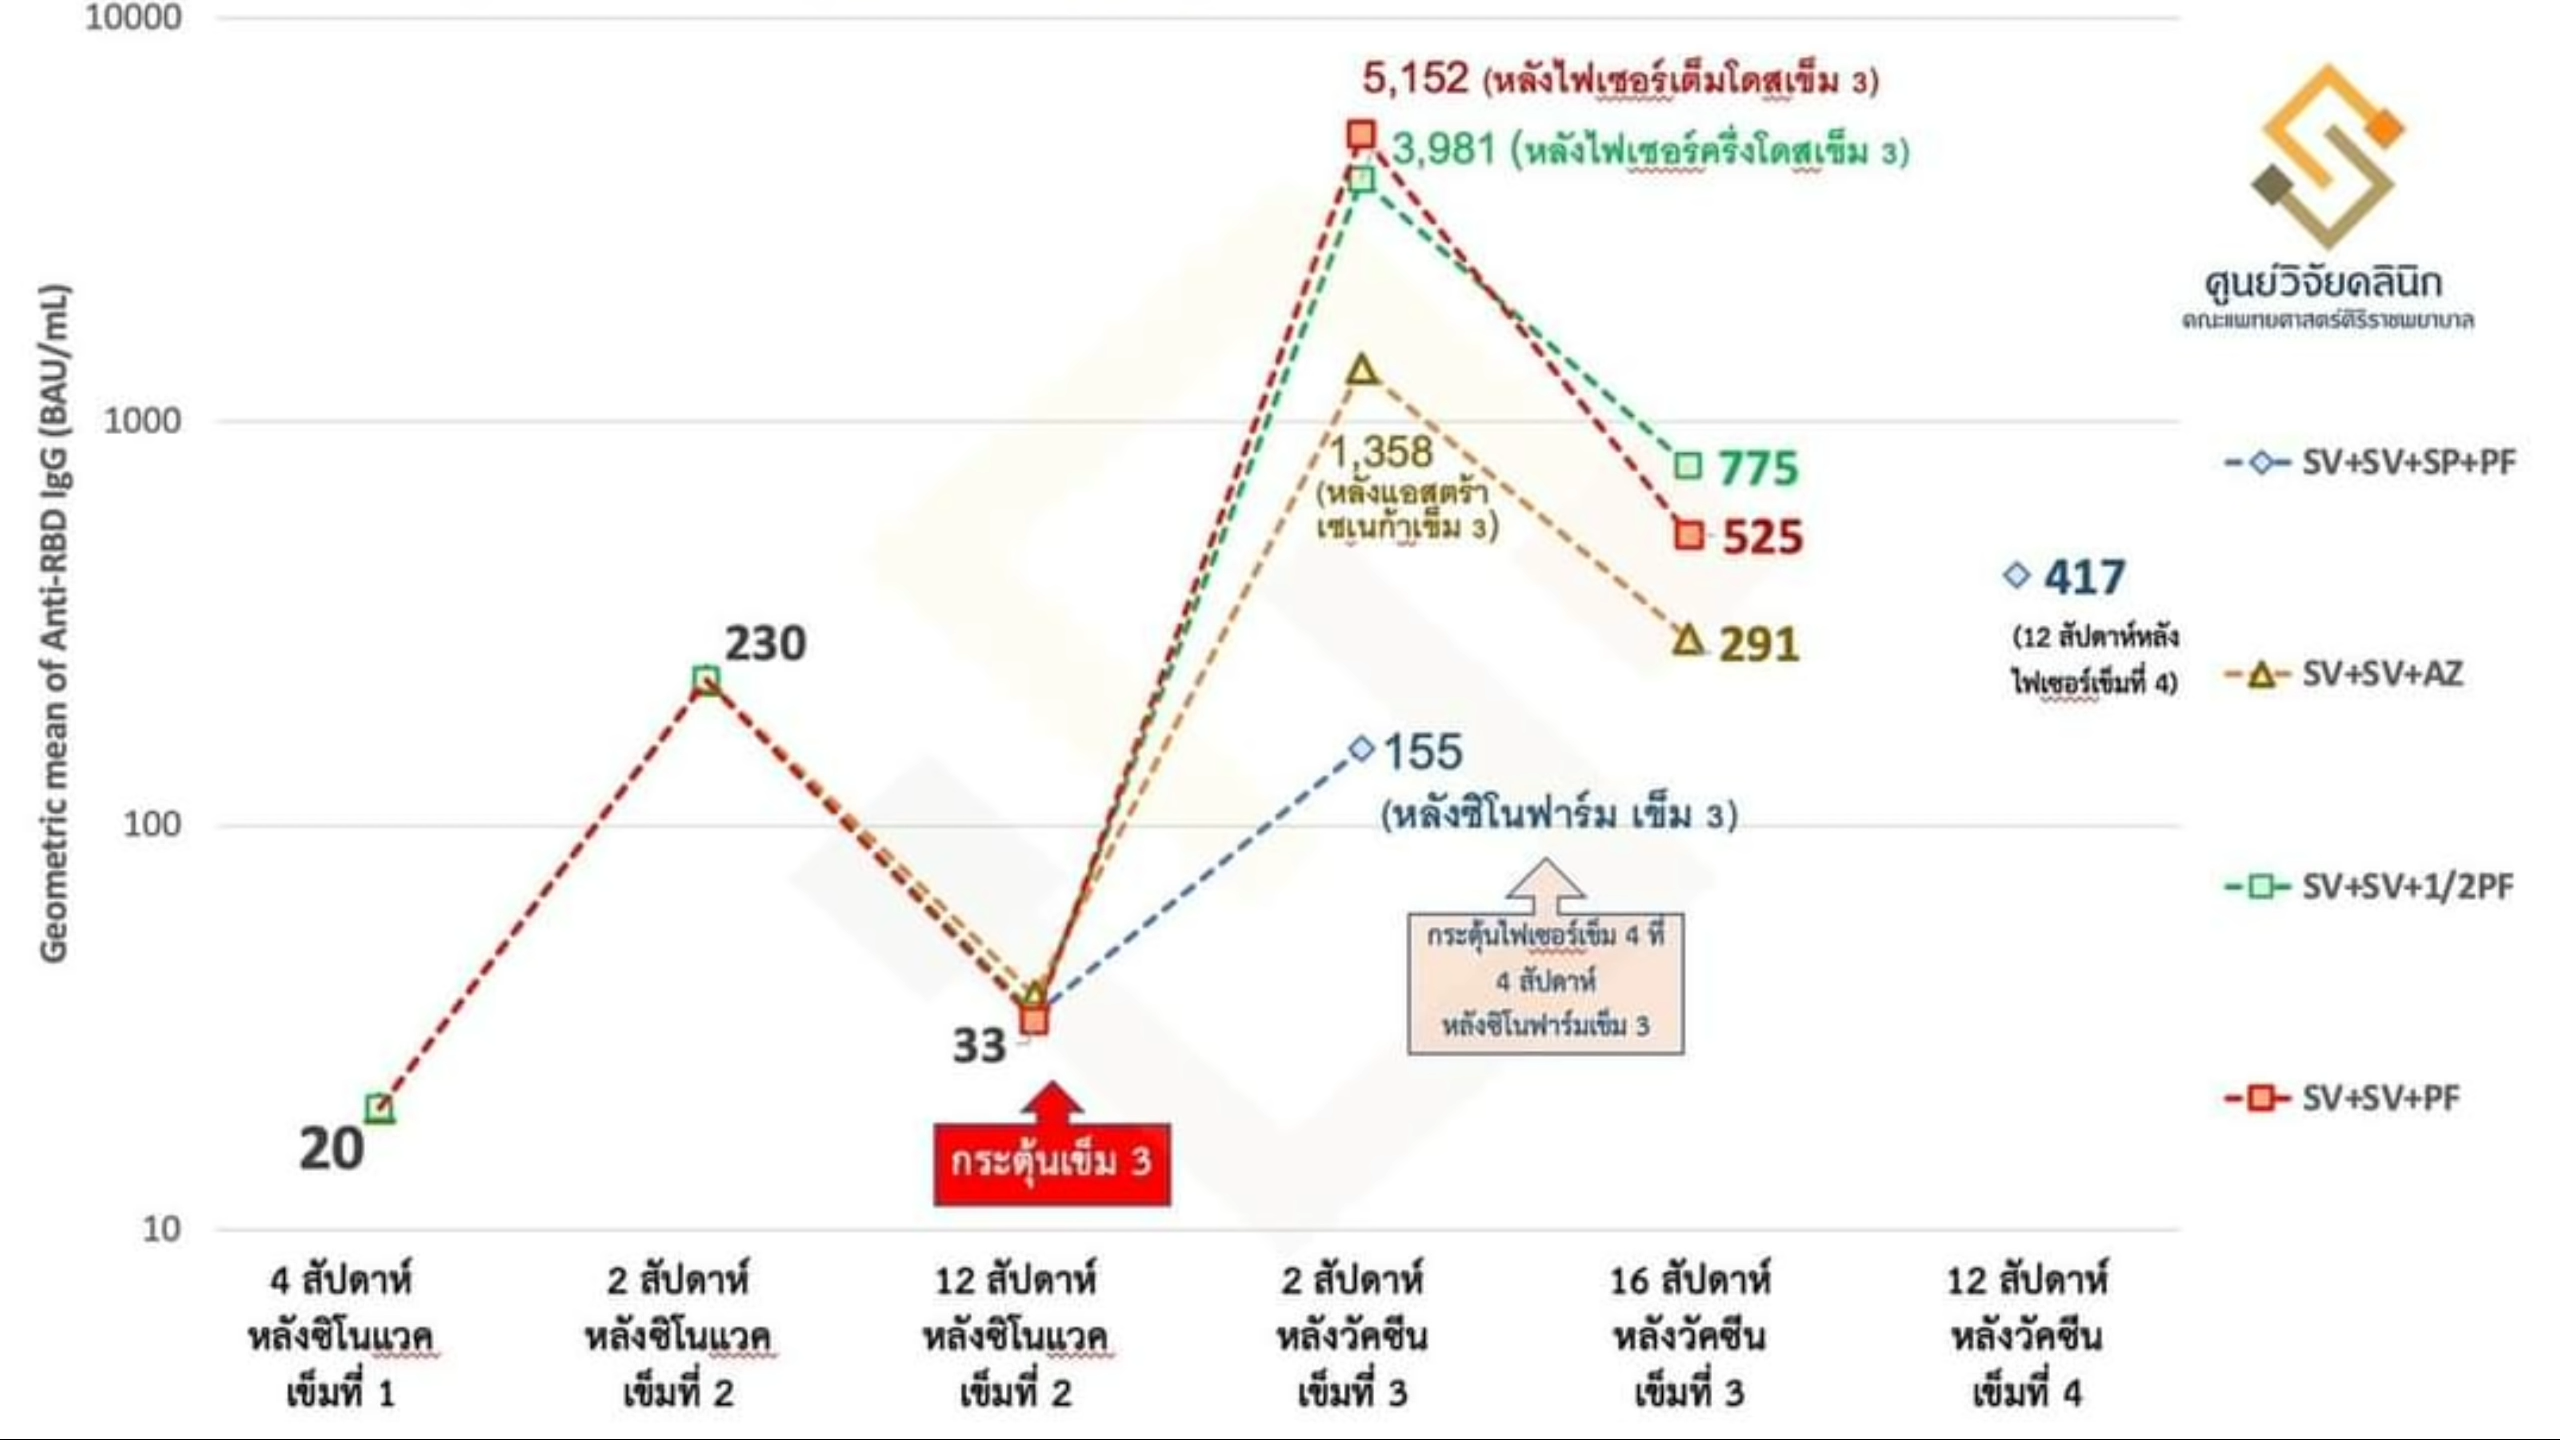 10000
5,152 (หลังไฟเซอร์เต็มโดสเข็ม 3)
3,981 (หลังไฟเซอร์ครึ่งโดสเข็ม 3)
ศูนย์วิจัยคลินิก
คณะแพทยศาสตร์ศิริราชพยาบาล
Geometric mean of Anti-RBD IgG (BAU/mL)
1000
1,358
(หลังแอสตร้า
เซเนก้าเข็ม 3)
775
525
291
417
(12 สัปดาห์หลัง
ไฟเซอร์เข็มที่ 4)
SV+SV+SP+PF
SV+SV+AZ
SV+SV+1/2PF
SV+SV+PF
230
155
(หลังซิโนฟาร์ม เข็ม 3)
100
กระตุ้นไฟเซอร์เข็ม 4 ที่
4 สัปดาห์
หลังซิโนฟาร์มเข็ม 3
33
20
กระตุ้นเข็ม 3
10
4 สัปดาห์
หลังซิโนแวค
เข็มที่ 1
2 สัปดาห์
หลังซิโนแวค
เข็มที่ 2
12 สัปดาห์
หลังซิโนแวค
เข็มที่ 2
2 สัปดาห์
หลังวัคซีน
เข็มที่ 3
16 สัปดาห์
หลังวัคซีน
เข็มที่ 3
12 สัปดาห์
หลังวัคซีน
เข็มที่ 4